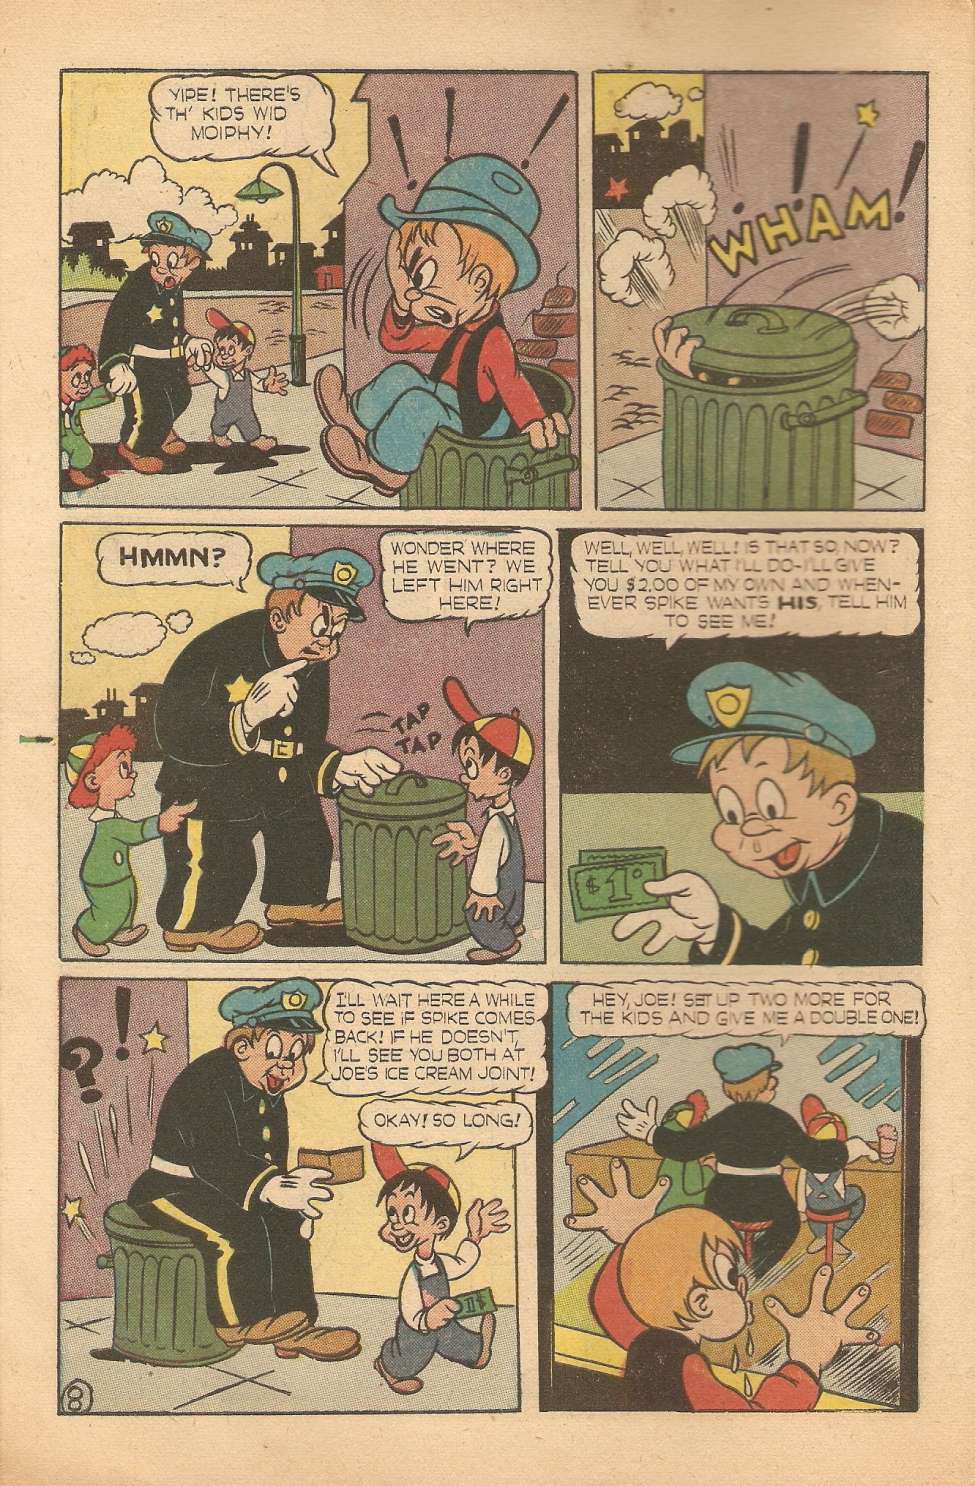 YIPE! THERE'S
TH' KIDS WID
MOIPHY!
WHAM!
HMMN?
WONDER WHERE
HE WENT? WE
LEFT HIM RIGHT
HERE!
TAP
TAP
WELL, WELL, WELL! IS THAT SO, NOW?
TELL YOU WHAT I'LL DO-I'LL GIVE
YOU $2.00 OF MY OWN AND WHEN-
EVER SPIKE WANTS HIS, TELL HIM
TO SEE ME!
$1.0
?!
I'LL WAIT HERE A WHILE
TO SEE IF SPIKE COMES
BACK! IF HE DOESN'T,
I'LL SEE YOU BOTH AT
JOE'S ICE CREAM JOINT!
OKAY! SO LONG!
8
HEY, JOE! SET UP TWO MORE FOR
THE KIDS AND GIVE ME A DOUBLE ONE!